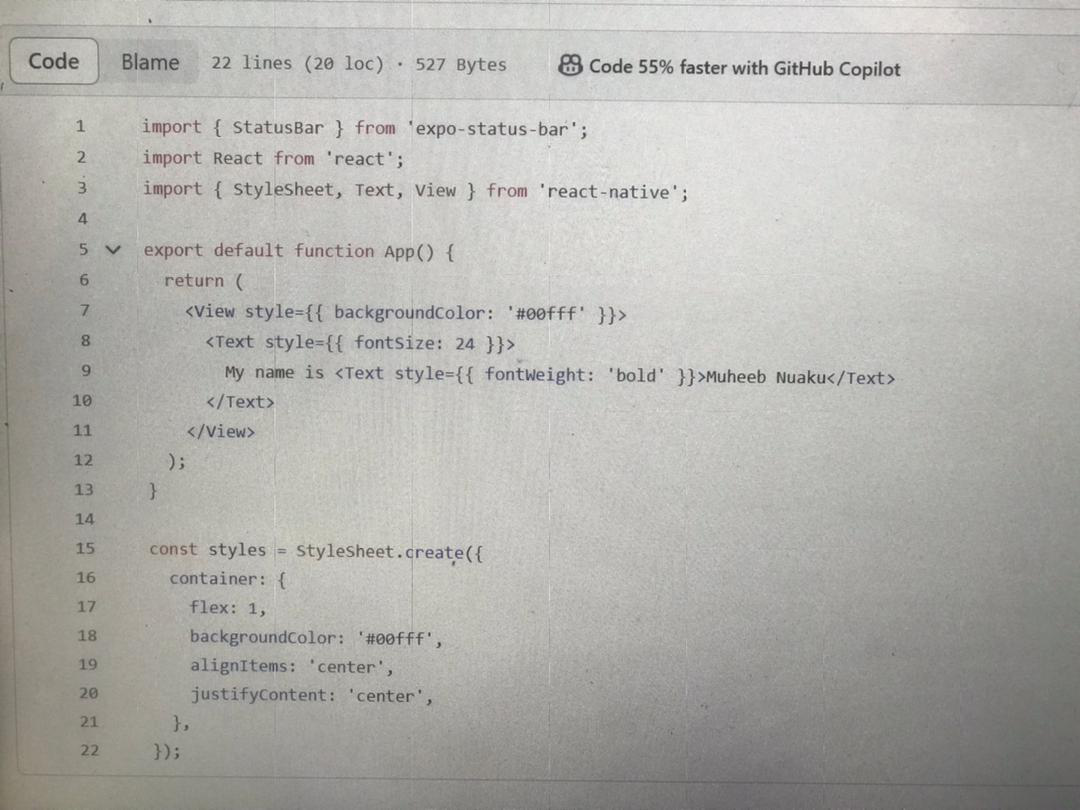 Code Blame 22 lines (20 loc) · 527 Bytes Code 55% faster with GitHub Copilot
1 import { StatusBar } from 'expo-status-bar';
2 import React from 'react';
3 import { StyleSheet, Text, View } from 'react-native';
4
5 export default function App() {
6 return (
7 <View style={{ backgroundColor: '#00fff' }}>
8 <Text style={{ fontSize: 24 }}>
9 My name is <Text style={{ fontWeight: 'bold' }}>Muheeb Nuaku</Text>
10 </Text>
11 </View>
12 );
13 }
14
15 const styles = StyleSheet.create({
16 container: {
17 flex: 1,
18 backgroundColor: '#00fff',
19 alignItems: 'center',
20 justifyContent: 'center',
21 },
22 });